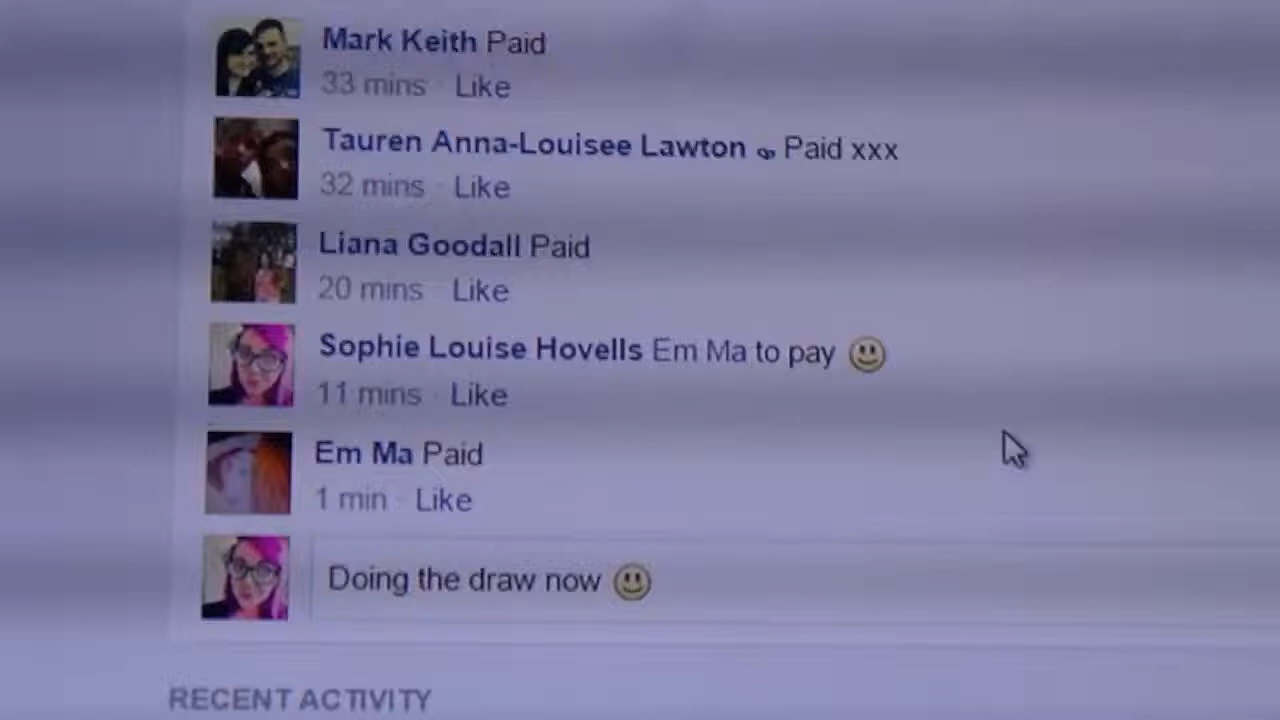 Mark Keith Paid
33 mins · Like
Tauren Anna-Louisee Lawton Paid xxx
32 mins · Like
Liana Goodall Paid
20 mins · Like
Sophie Louise Hovells Em Ma to pay
11 mins · Like
Em Ma Paid
1 min · Like
Doing the draw now
RECENT ACTIVITY